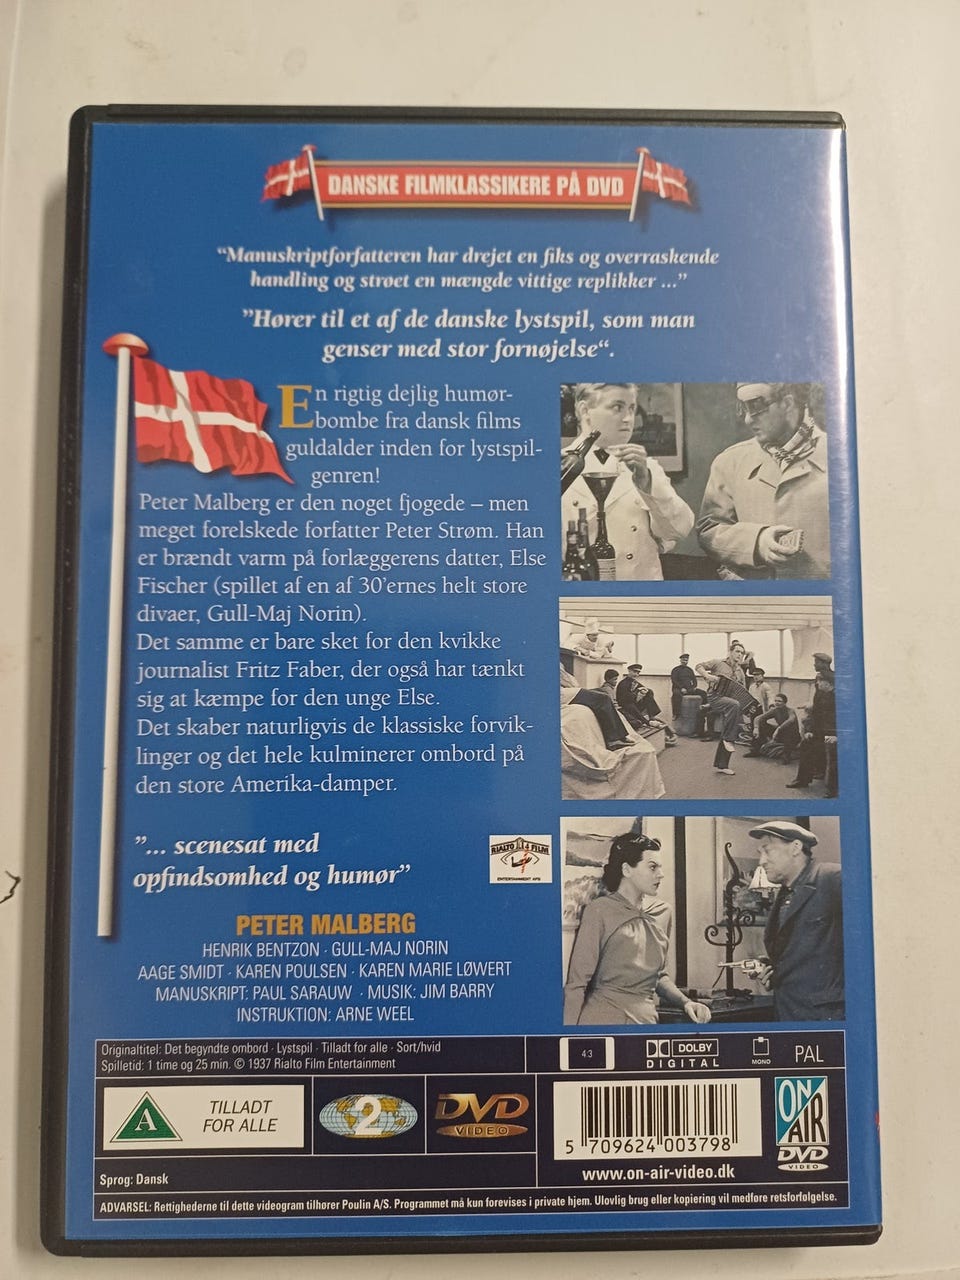 DANSKE FILMKLASSIKERE PÅ DVD
“Manuskriptforfatteren har drejet en fiks og overraskende
handling og strøet en mængde vittige replikker ...”
”Hører til et af de danske lystspil, som man
genser med stor fornøjelse“.
En rigtig dejlig humør-
bombe fra dansk films
guldalder inden for lystspil-
genren!
Peter Malberg er den noget fjogede – men
meget forelskede forfatter Peter Strøm. Han
er brændt varm på forlæggerens datter, Else
Fischer (spillet af en af 30’ernes helt store
divaer, Gull-Maj Norin).
Det samme er bare sket for den kvikke
journalist Fritz Faber, der også har tænkt
sig at kæmpe for den unge Else.
Det skaber naturligvis de klassiske forvik-
linger og det hele kulminerer ombord på
den store Amerika-damper.
”... scenesat med
opfindsomhed og humør”
RIALTO FILM
ENTERTAINMENT APS
PETER MALBERG
HENRIK BENTZON · GULL-MAJ NORIN
AAGE SMIDT · KAREN POULSEN · KAREN MARIE LØWERT
MANUSKRIPT: PAUL SARAUW · MUSIK: JIM BARRY
INSTRUKTION: ARNE WEEL
Originaltitel: Det begyndte ombord · Lystspil · Tilladt for alle · Sort/hvid
Spilletid: 1 time og 25 min. © 1937 Rialto Film Entertainment
4:3
DOLBY
DIGITAL
MONO
PAL
A
TILLADT
FOR ALLE
2
DVD
VIDEO
5 709624 003798
www.on-air-video.dk
ON
AIR
DVD
VIDEO
Sprog: Dansk
ADVARSEL: Rettighederne til dette videogram tilhører Poulin A/S. Programmet må kun forevises i private hjem. Ulovlig brug eller kopiering vil medføre retsforfølgelse.